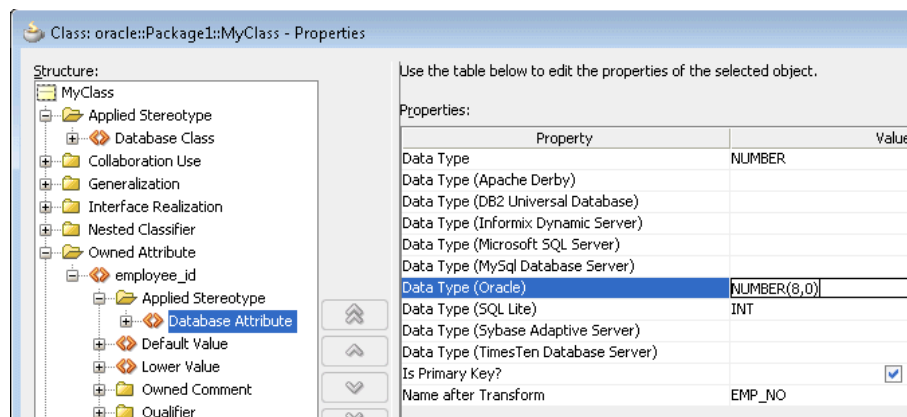 Class: oracle::Package1::MyClass - Properties
Structure:
MyClass
Applied Stereotype
Database Class
Collaboration Use
Generalization
Interface Realization
Nested Classifier
Owned Attribute
employee_id
Applied Stereotype
Database Attribute
Default Value
Lower Value
Owned Comment
Qualifier
Use the table below to edit the properties of the selected object.
Properties:
Property Value
Data Type NUMBER
Data Type (Apache Derby)
Data Type (DB2 Universal Database)
Data Type (Informix Dynamic Server)
Data Type (Microsoft SQL Server)
Data Type (MySql Database Server)
Data Type (Oracle) NUMBER(8,0)
Data Type (SQL Lite) INT
Data Type (Sybase Adaptive Server)
Data Type (TimesTen Database Server)
Is Primary Key?
Name after Transform EMP_NO